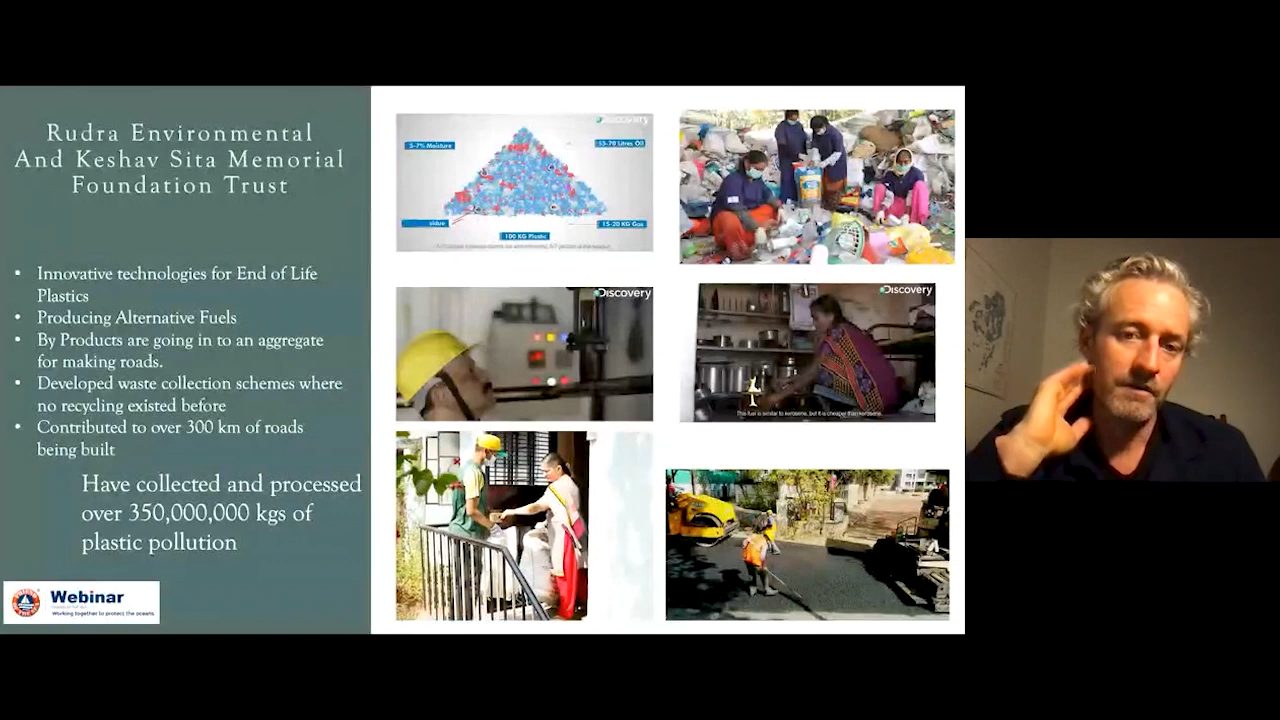 Rudra Environmental
And Keshav Sita Memorial
Foundation Trust
• Innovative technologies for End of Life
Plastics
• Producing Alternative Fuels
• By Products are going in to an aggregate
for making roads.
• Developed waste collection schemes where
no recycling existed before
• Contributed to over 300 km of roads
being built
Have collected and processed
over 350,000,000 kgs of
plastic pollution
Webinar
Working together to protect the oceans
Discovery
5-7% Moisture
53-70 Litres Oil
sidue
15-20 KG Gas
100 KG Plastic
Discovery
Discovery
This fuel is similar to kerosene, but it is cheaper than kerosene.